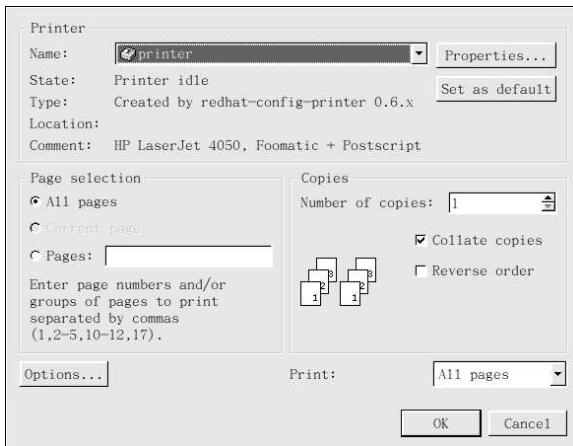 Printer
Name: printer Properties...
State: Printer idle Set as default
Type: Created by redhat-config-printer 0.6.x
Location:
Comment: HP LaserJet 4050, Foomatic + Postscript
Page selection
All pages
Current page
Pages:
Enter page numbers and/or
groups of pages to print
separated by commas
(1,2-5,10-12,17).
Copies
Number of copies: 1
Collate copies
Reverse order
3 3
2 2
1 1
Options... Print: All pages
OK Cancel